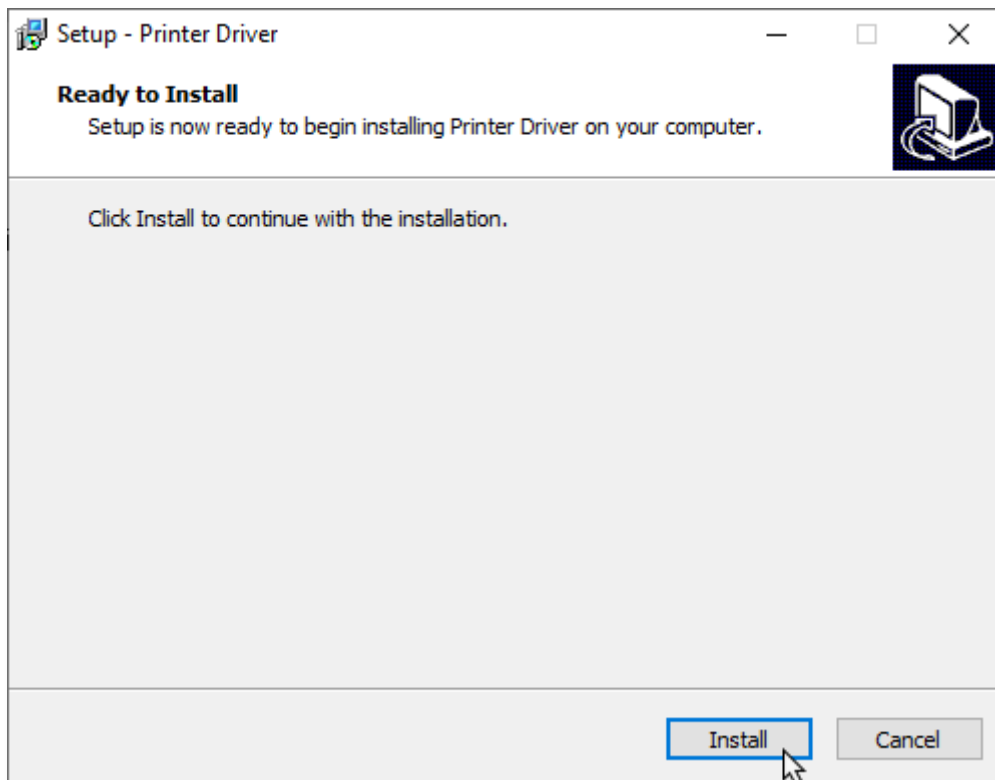 Setup - Printer Driver
Ready to Install
Setup is now ready to begin installing Printer Driver on your computer.
Click Install to continue with the installation.
Install
Cancel